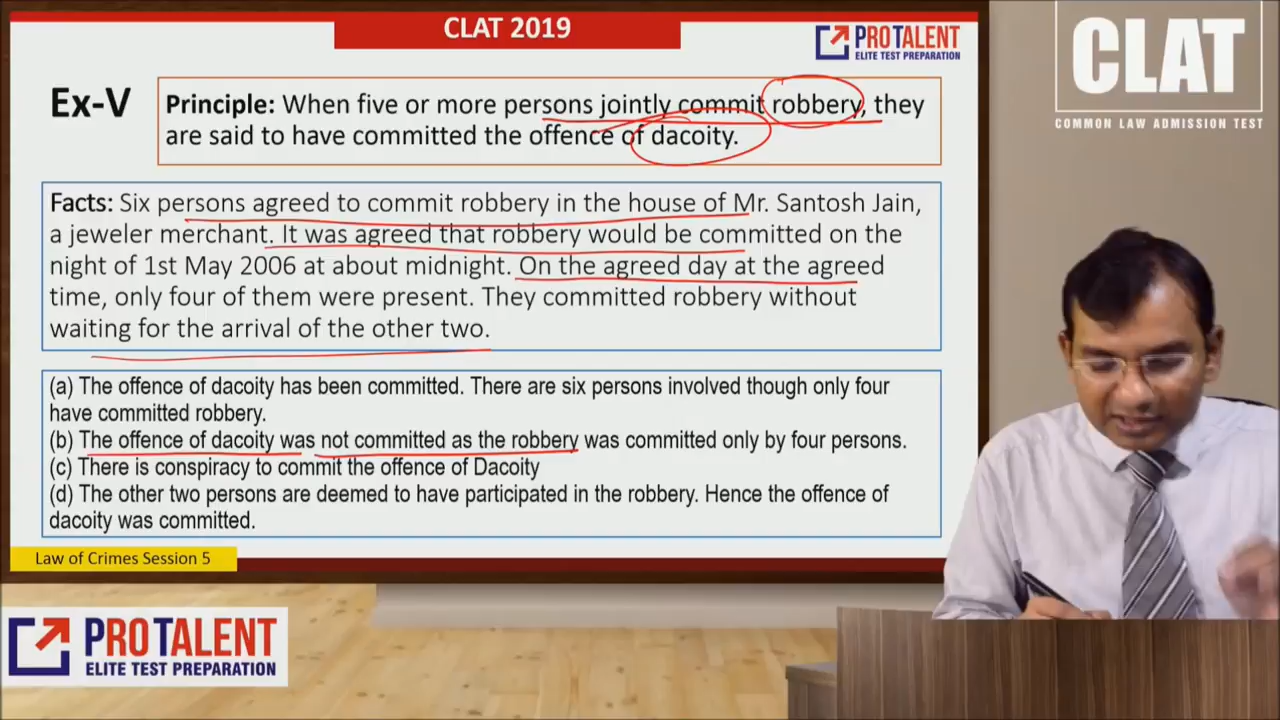 CLAT 2019
PROTALENT
ELITE TEST PREPARATION
CLAT
COMMON LAW ADMISSION TEST
Ex-V
Principle: When five or more persons jointly commit robbery, they
are said to have committed the offence of dacoity.
Facts: Six persons agreed to commit robbery in the house of Mr. Santosh Jain,
a jeweler merchant. It was agreed that robbery would be committed on the
night of 1st May 2006 at about midnight. On the agreed day at the agreed
time, only four of them were present. They committed robbery without
waiting for the arrival of the other two.
(a) The offence of dacoity has been committed. There are six persons involved though only four
have committed robbery.
(b) The offence of dacoity was not committed as the robbery was committed only by four persons.
(c) There is conspiracy to commit the offence of Dacoity
(d) The other two persons are deemed to have participated in the robbery. Hence the offence of
dacoity was committed.
Law of Crimes Session 5
PROTALENT
ELITE TEST PREPARATION